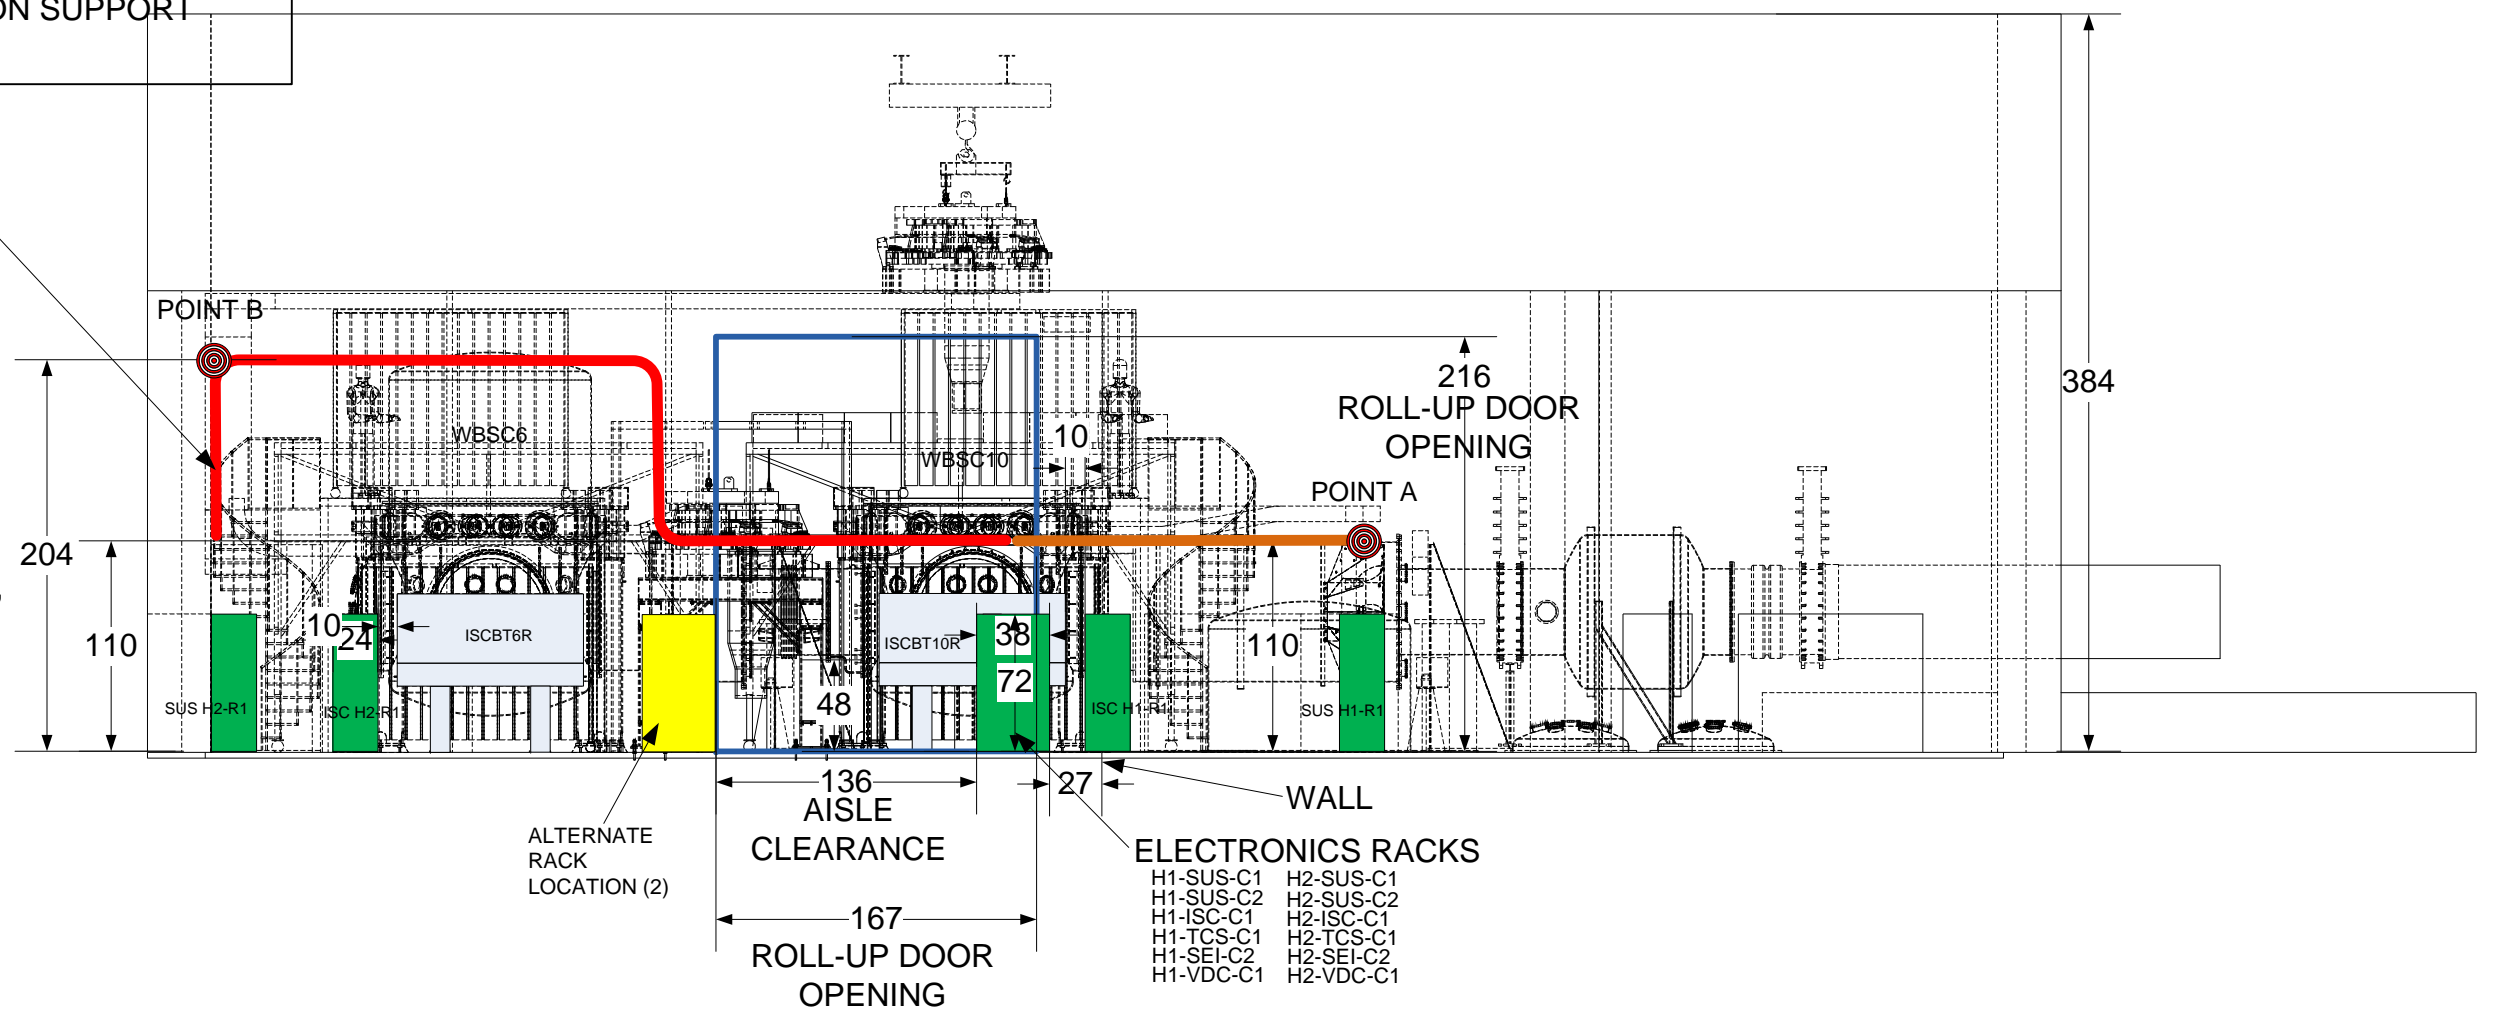 ON SUPPORT
POINT B
WBSC6
WBSC10
10
216
ROLL-UP DOOR
OPENING
384
POINT A
204
110
10
24
ISCBT6R
ISCBT10R
38
72
48
110
SUS H2-R1
ISC H2-R1
ISC H1-R1
SUS H1-R1
136
AISLE
CLEARANCE
27
WALL
ALTERNATE
RACK
LOCATION (2)
167
ROLL-UP DOOR
OPENING
ELECTRONICS RACKS
H1-SUS-C1 H2-SUS-C1
H1-SUS-C2 H2-SUS-C2
H1-ISC-C1 H2-ISC-C1
H1-TCS-C1 H2-TCS-C1
H1-SEI-C2 H2-SEI-C2
H1-VDC-C1 H2-VDC-C1